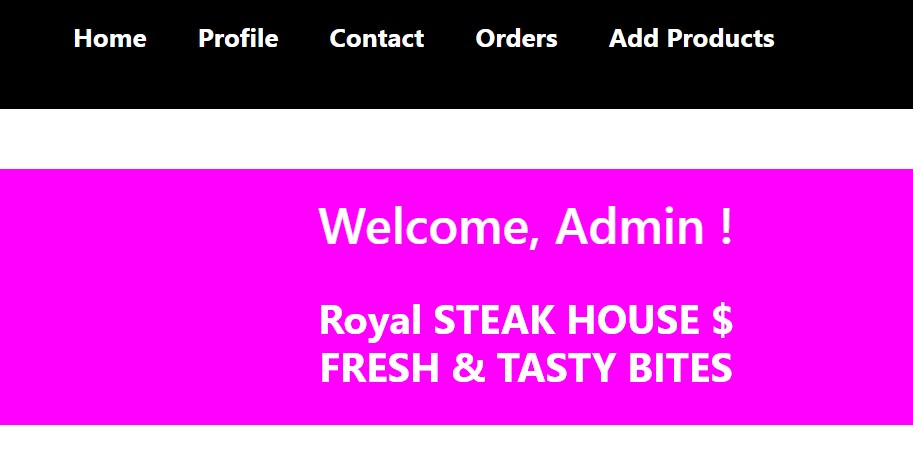 Home Profile Contact Orders Add Products
Welcome, Admin !
Royal STEAK HOUSE $
FRESH & TASTY BITES